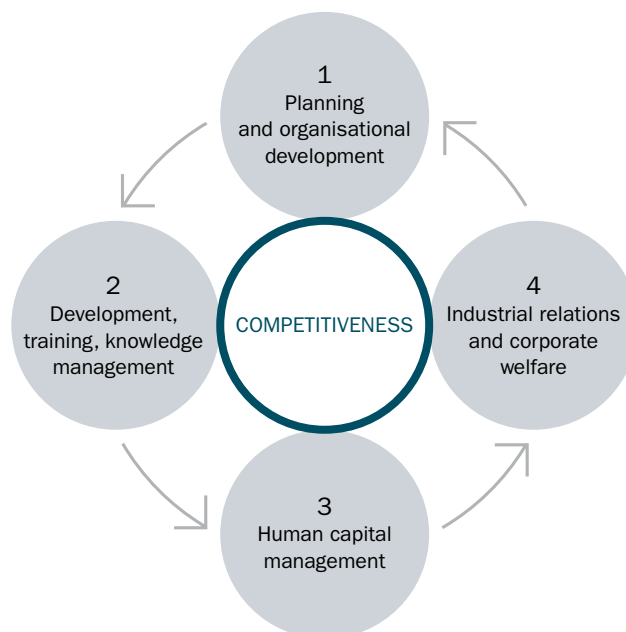 1
Planning
and organisational
development
2
Development,
training, knowledge
management
COMPETITIVENESS
4
Industrial relations
and corporate
welfare
3
Human capital
management